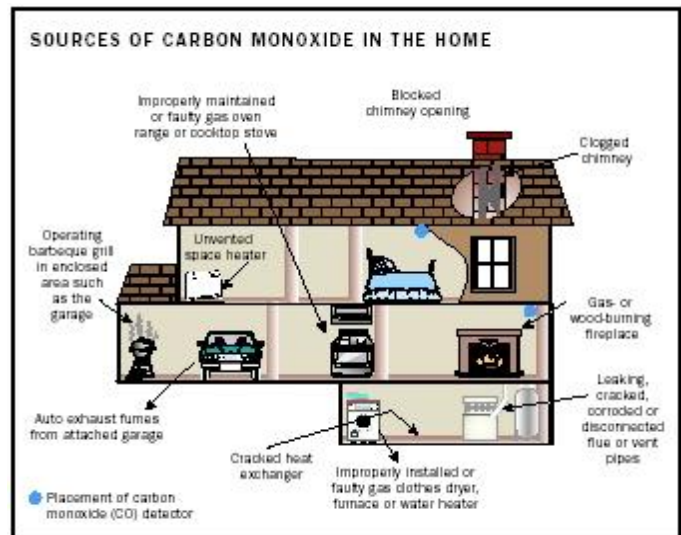 SOURCES OF CARBON MONOXIDE IN THE HOME
Improperly maintained
or faulty gas oven
range or cooktop stove
Blocked
chimney opening
Clogged
chimney
Operating
barbeque grill
in enclosed
area such
as the
garage
Unvented
space heater
Gas- or
wood-burning
fireplace
Auto exhaust fumes
from attached garage
Cracked heat
exchanger
Improperly installed or
faulty gas clothes dryer,
furnace or water heater
Leaking,
cracked,
corroded or
disconnected
flue or vent
pipes
Placement of carbon
monoxide (CO) detector